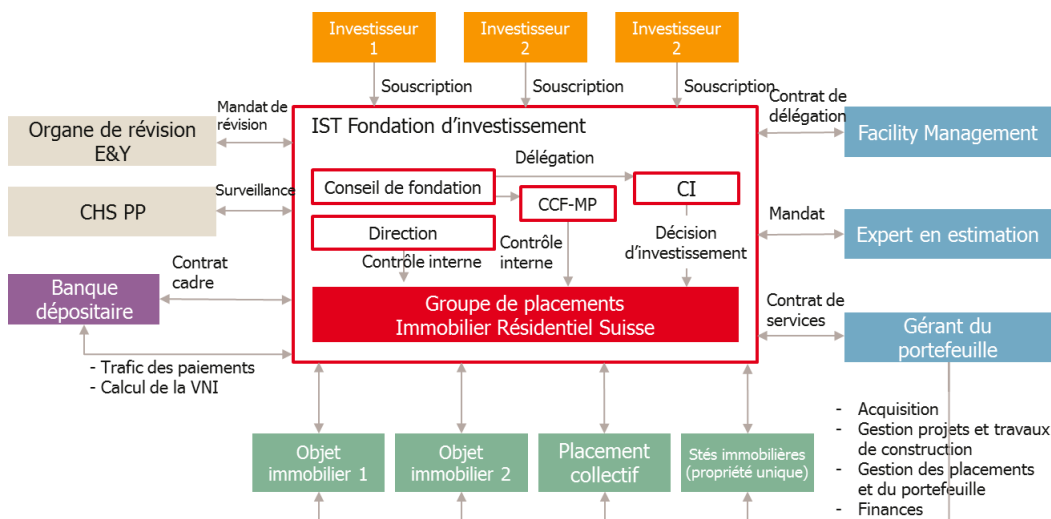 Investisseur
1
Investisseur
2
Investisseur
2
Souscription
Souscription
Souscription
Organe de révision
E&Y
Mandat de
révision
IST Fondation d'investissement
Contrat de
délégation
Facility Management
Délégation
Conseil de fondation
CCF-MP
CI
CHS PP
Surveillance
Direction
Contrôle interne
Contrôle
interne
Décision
d'investissement
Mandat
Expert en estimation
Banque
dépositaire
Contrat
cadre
Groupe de placements
Immobilier Résidentiel Suisse
Contrat de
services
Gérant du
portefeuille
- Trafic des paiements
- Calcul de la VNI
Objet
immobilier 1
Objet
immobilier 2
Placement
collectif
Stés immobilières
(propriété unique)
- Acquisition
- Gestion projets et travaux
de construction
- Gestion des placements
et du portefeuille
- Finances